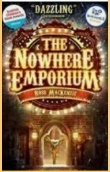 "DAZZLING"
THE
NOWHERE
EMPORIUM
ROSS MACKENZIE